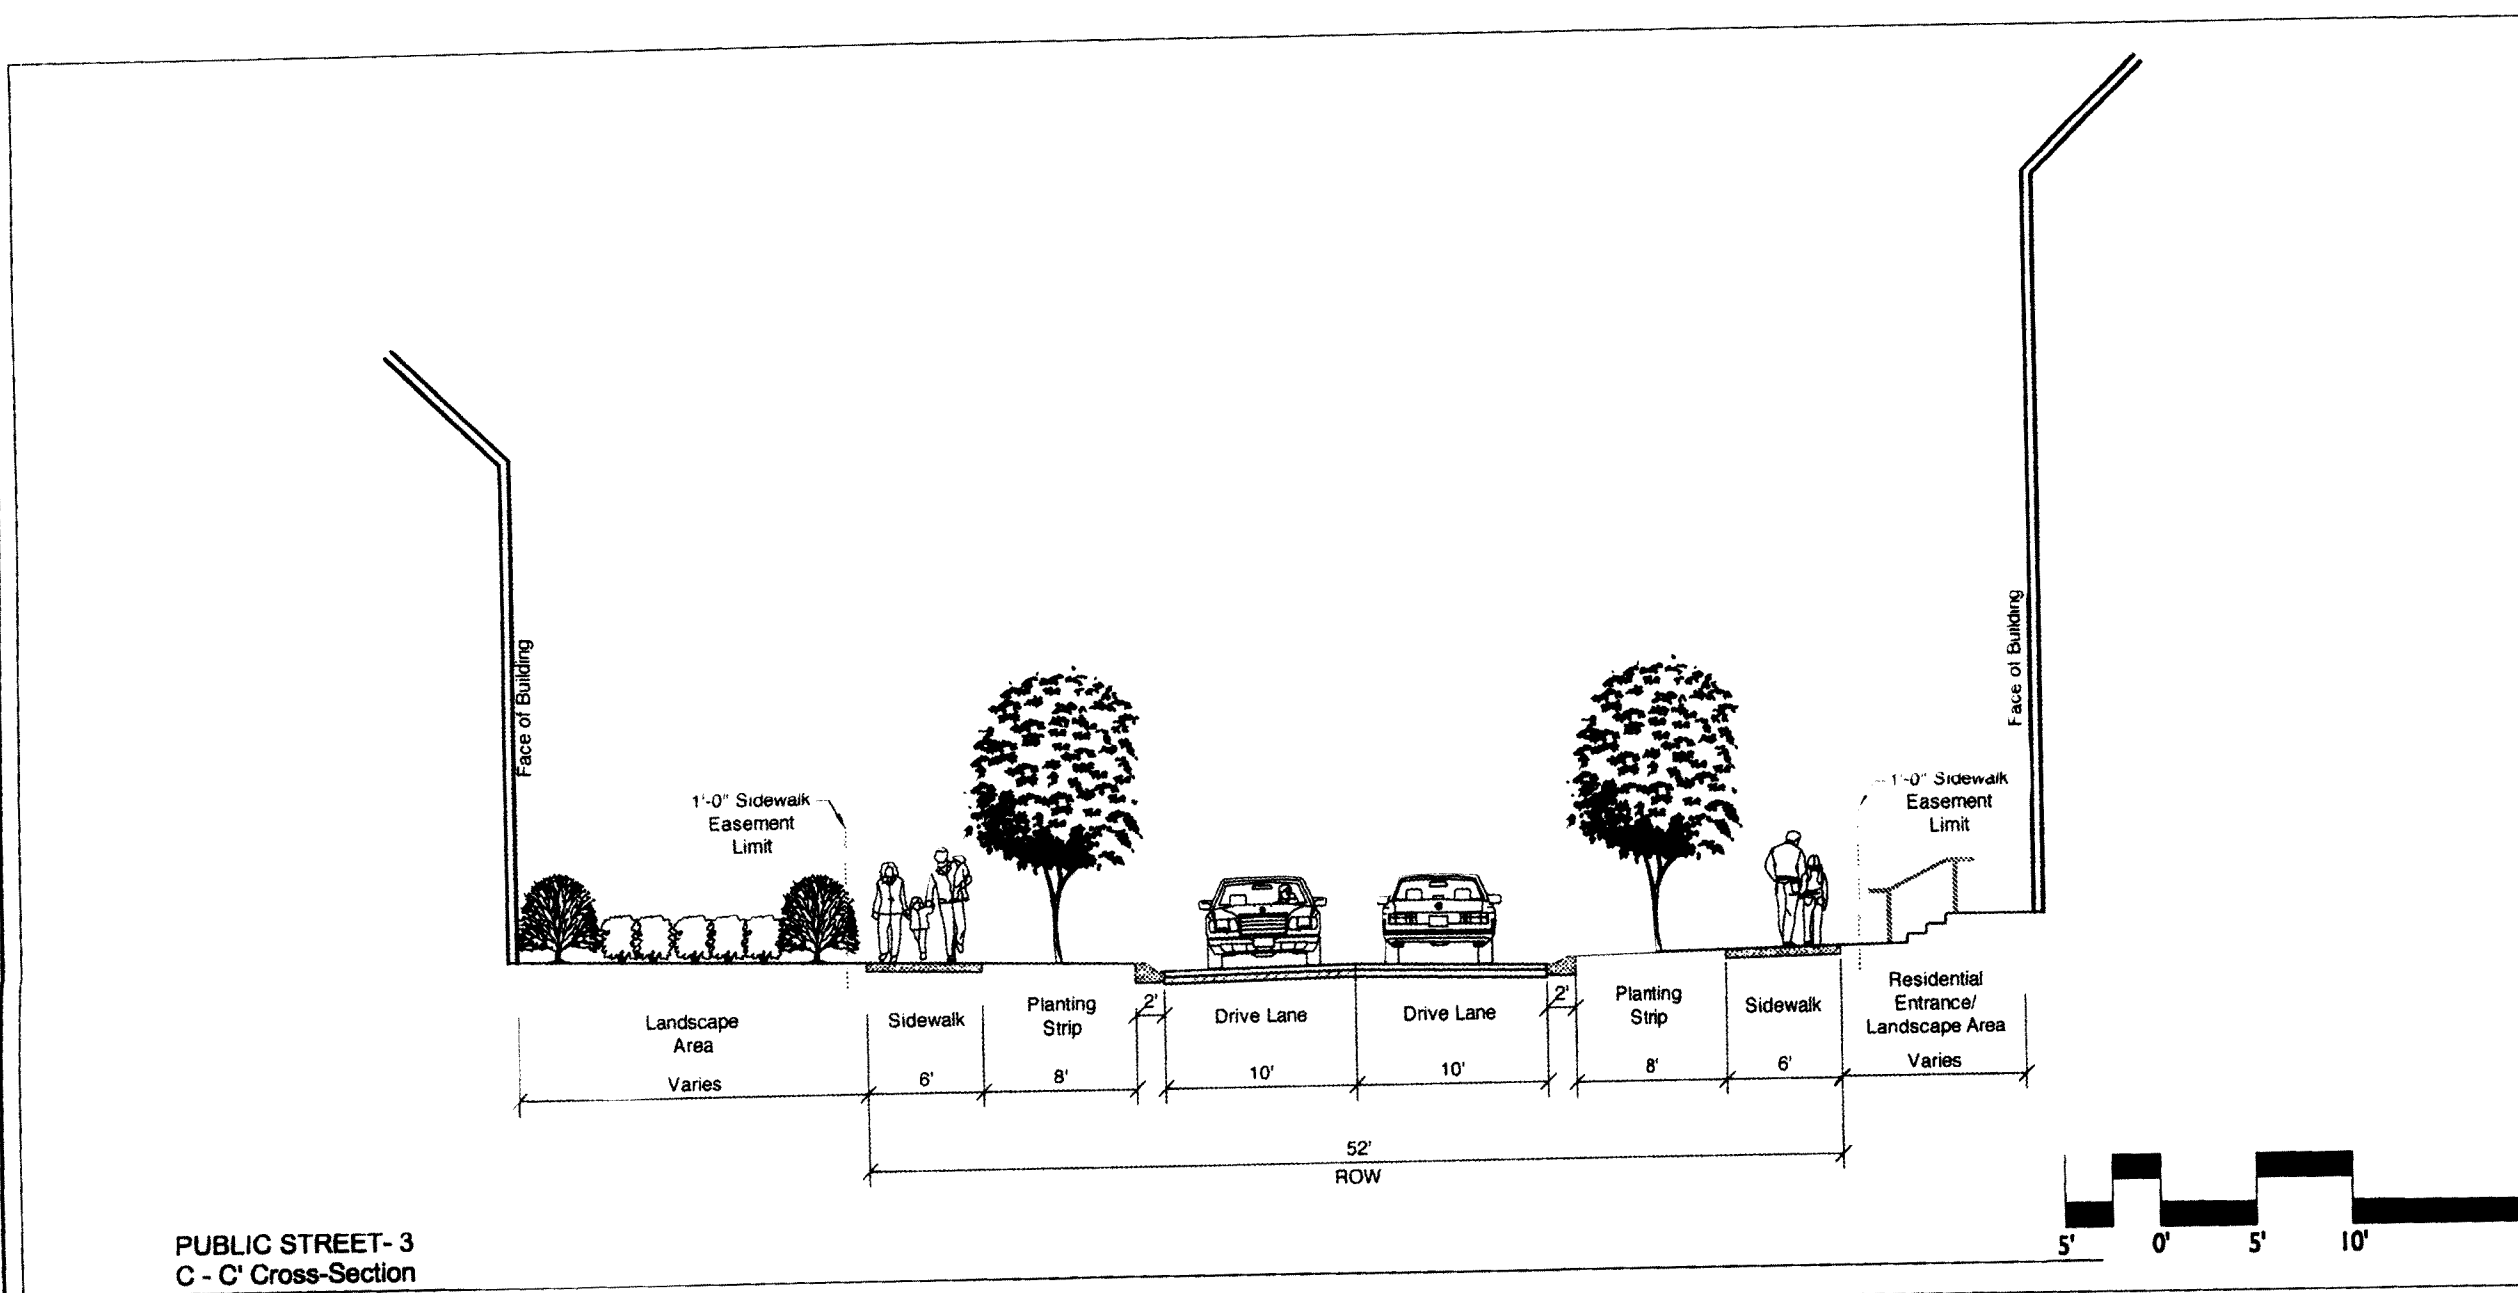 Face of Building
Face of Building
1'-0" Sidewalk
Easement
Limit
1'-0" Sidewalk
Easement
Limit
Landscape
Area
Varies
Sidewalk
6'
Planting
Strip
8'
2'
Drive Lane
10'
Drive Lane
10'
2'
Planting
Strip
8'
Sidewalk
6'
Residential
Entrance/
Landscape Area
Varies
52'
ROW
PUBLIC STREET- 3
C - C' Cross-Section
5' 0' 5' 10'